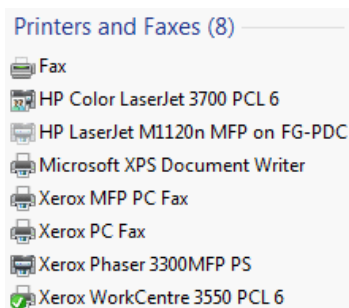 Printers and Faxes (8)
Fax
HP Color LaserJet 3700 PCL 6
HP LaserJet M1120n MFP on FG-PDC
Microsoft XPS Document Writer
Xerox MFP PC Fax
Xerox PC Fax
Xerox Phaser 3300MFP PS
Xerox WorkCentre 3550 PCL 6